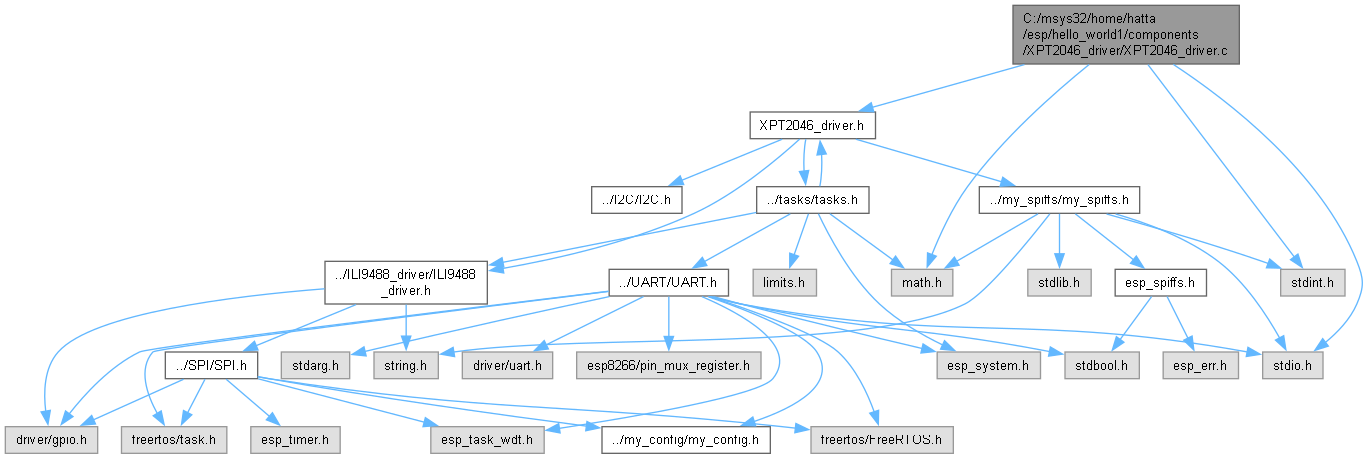 C:/msys32/home/hatta
/esp/hello_world1/components
/XPT2046_driver/XPT2046_driver.c
XPT2046_driver.h
../I2C/I2C.h
../tasks/tasks.h
../my_spiffs/my_spiffs.h
../ILI9488_driver/ILI9488
_driver.h
../UART/UART.h
limits.h
math.h
stdlib.h
esp_spiffs.h
stdint.h
../SPI/SPI.h
stdarg.h
string.h
driver/uart.h
esp8266/pin_mux_register.h
esp_system.h
stdbool.h
esp_err.h
stdio.h
driver/gpio.h
freertos/task.h
esp_timer.h
esp_task_wdt.h
../my_config/my_config.h
freertos/FreeRTOS.h